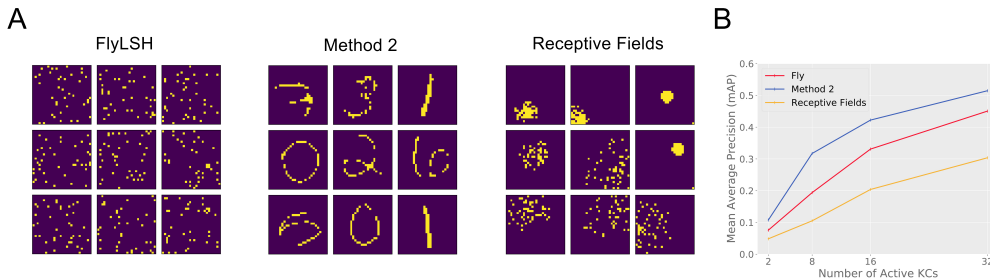 A
FlyLSH
Method 2
Receptive Fields
B
Mean Average Precision (mAP)
0.6
0.5
0.4
0.3
0.2
0.1
0.0
Fly
Method 2
Receptive Fields
2
8
16
32
Number of Active KCs